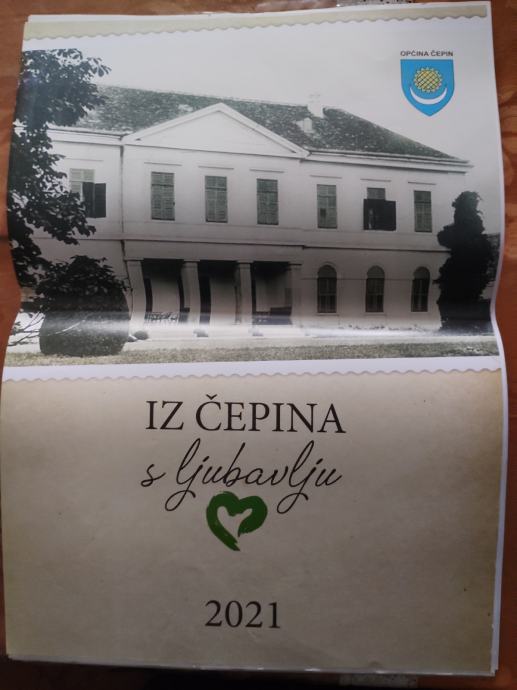 OPĆINA ČEPIN
IZ ČEPINA
s ljubavlju
2021